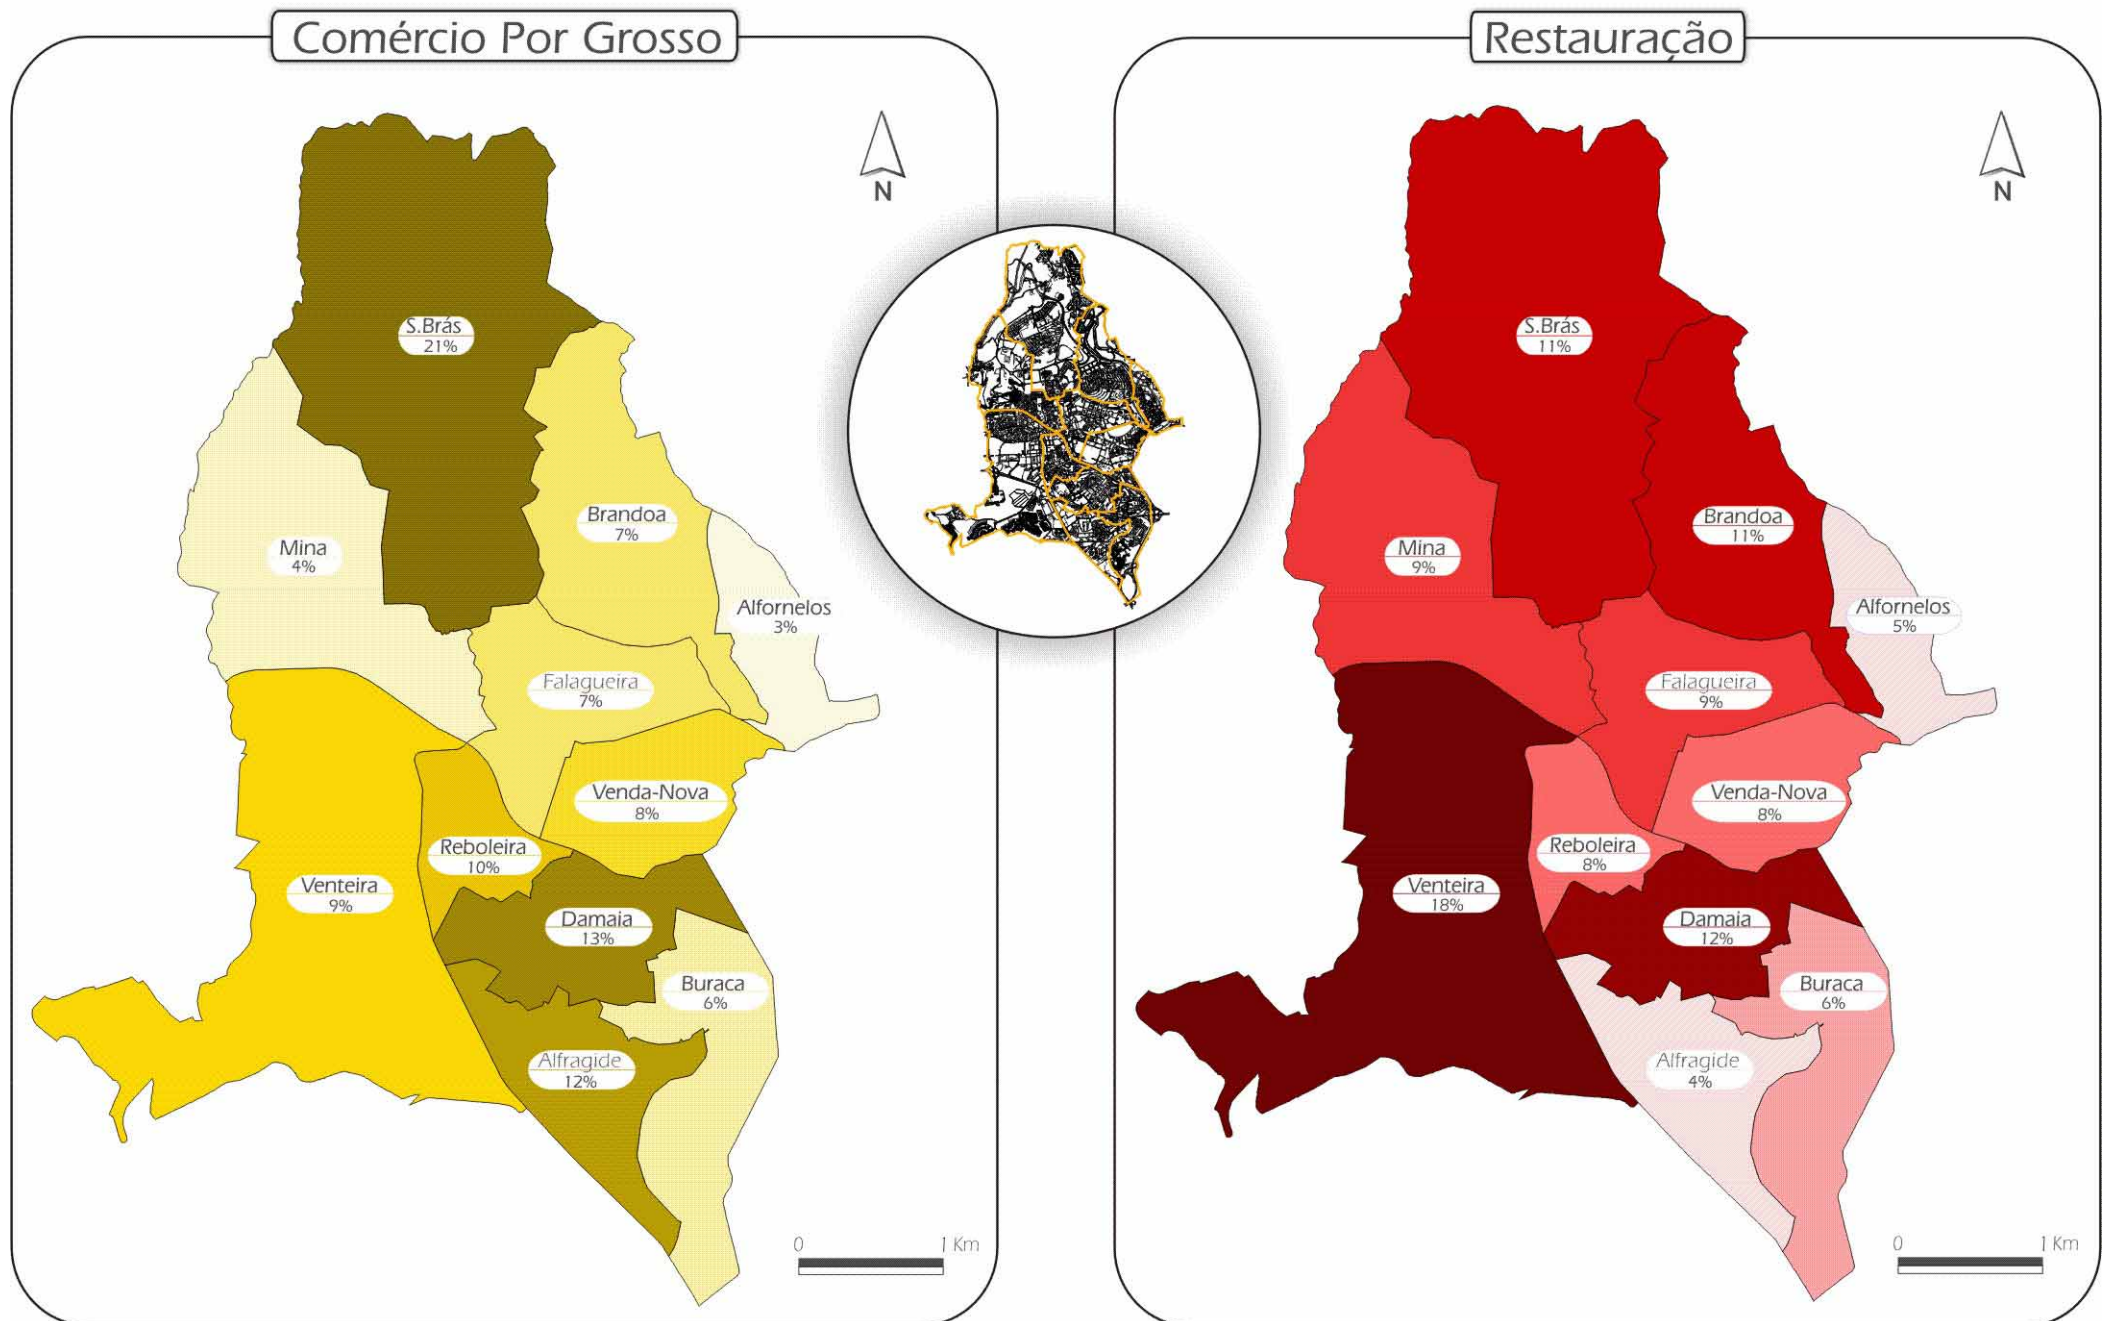 Comércio Por Grosso
N
S.Brás
21%
Brandoa
7%
Mina
4%
Alfornelos
3%
Falagueira
7%
Venda-Nova
8%
Reboleira
10%
Venteira
9%
Damaia
13%
Buraca
6%
Alfragide
12%
0 1 Km
Restauração
N
S.Brás
11%
Brandoa
11%
Mina
9%
Alfornelos
5%
Falagueira
9%
Venda-Nova
8%
Reboleira
8%
Venteira
18%
Damaia
12%
Buraca
6%
Alfragide
4%
0 1 Km